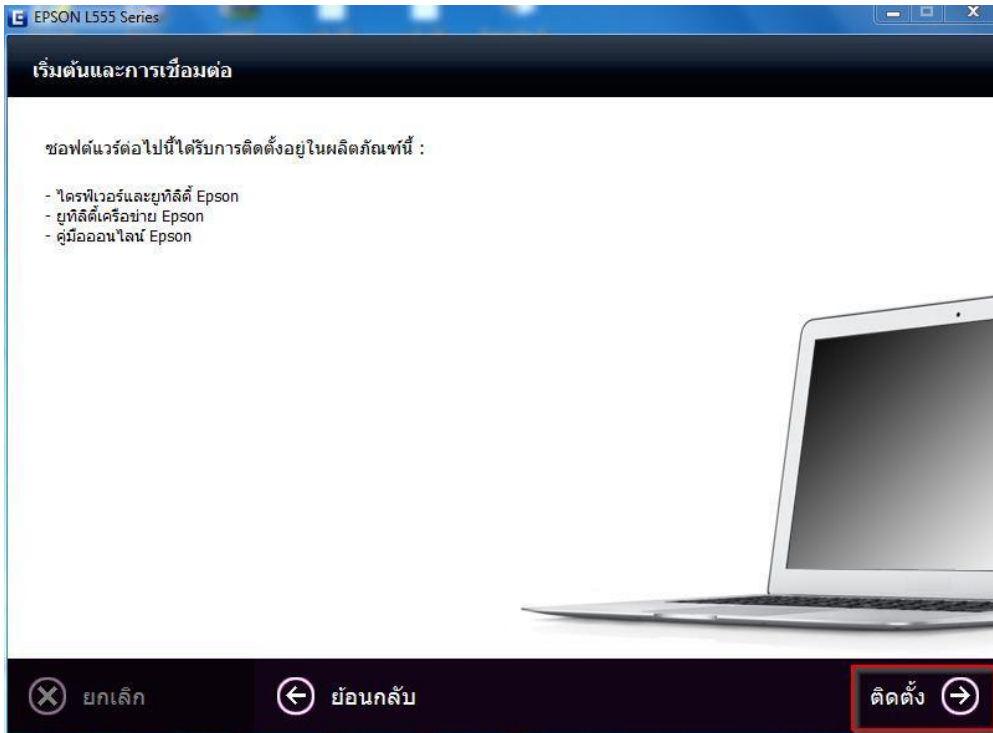 EPSON L555 Series
เริ่มต้นและการเชื่อมต่อ
ซอฟต์แวร์ต่อไปนี้ได้รับการติดตั้งอยู่ในผลิตภัณฑ์นี้ :
- ไดรฟ์เวอร์และยูทิลิตี้ Epson
- ยูทิลิตี้เครือข่าย Epson
- คู่มือออนไลน์ Epson
ยกเลิก
ย้อนกลับ
ติดตั้ง